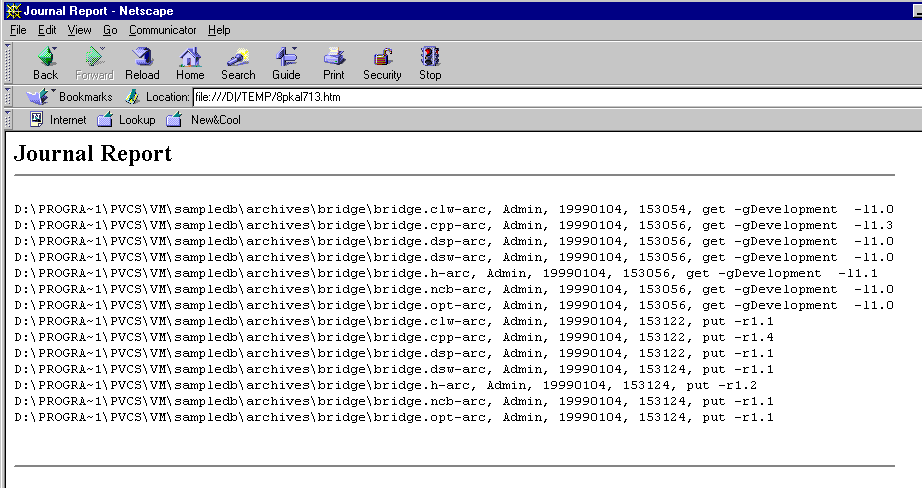 Journal Report - Netscape
File Edit View Go Communicator Help
Back Forward Reload Home Search Guide Print Security Stop
Bookmarks Location: file:///D|/TEMP/8pkal713.htm
Internet Lookup New&Cool
Journal Report
D:\PROGRA~1\PVCS\VM\sampledb\archives\bridge\bridge.clw-arc, Admin, 19990104, 153054, get -gDevelopment  -l1.0
D:\PROGRA~1\PVCS\VM\sampledb\archives\bridge\bridge.cpp-arc, Admin, 19990104, 153056, get -gDevelopment  -l1.3
D:\PROGRA~1\PVCS\VM\sampledb\archives\bridge\bridge.dsp-arc, Admin, 19990104, 153056, get -gDevelopment  -l1.0
D:\PROGRA~1\PVCS\VM\sampledb\archives\bridge\bridge.dsw-arc, Admin, 19990104, 153056, get -gDevelopment  -l1.0
D:\PROGRA~1\PVCS\VM\sampledb\archives\bridge\bridge.h-arc, Admin, 19990104, 153056, get -gDevelopment  -l1.1
D:\PROGRA~1\PVCS\VM\sampledb\archives\bridge\bridge.ncb-arc, Admin, 19990104, 153056, get -gDevelopment  -l1.0
D:\PROGRA~1\PVCS\VM\sampledb\archives\bridge\bridge.opt-arc, Admin, 19990104, 153056, get -gDevelopment  -l1.0
D:\PROGRA~1\PVCS\VM\sampledb\archives\bridge\bridge.clw-arc, Admin, 19990104, 153122, put -r1.1
D:\PROGRA~1\PVCS\VM\sampledb\archives\bridge\bridge.cpp-arc, Admin, 19990104, 153122, put -r1.4
D:\PROGRA~1\PVCS\VM\sampledb\archives\bridge\bridge.dsp-arc, Admin, 19990104, 153122, put -r1.1
D:\PROGRA~1\PVCS\VM\sampledb\archives\bridge\bridge.dsw-arc, Admin, 19990104, 153124, put -r1.1
D:\PROGRA~1\PVCS\VM\sampledb\archives\bridge\bridge.h-arc, Admin, 19990104, 153124, put -r1.2
D:\PROGRA~1\PVCS\VM\sampledb\archives\bridge\bridge.ncb-arc, Admin, 19990104, 153124, put -r1.1
D:\PROGRA~1\PVCS\VM\sampledb\archives\bridge\bridge.opt-arc, Admin, 19990104, 153124, put -r1.1